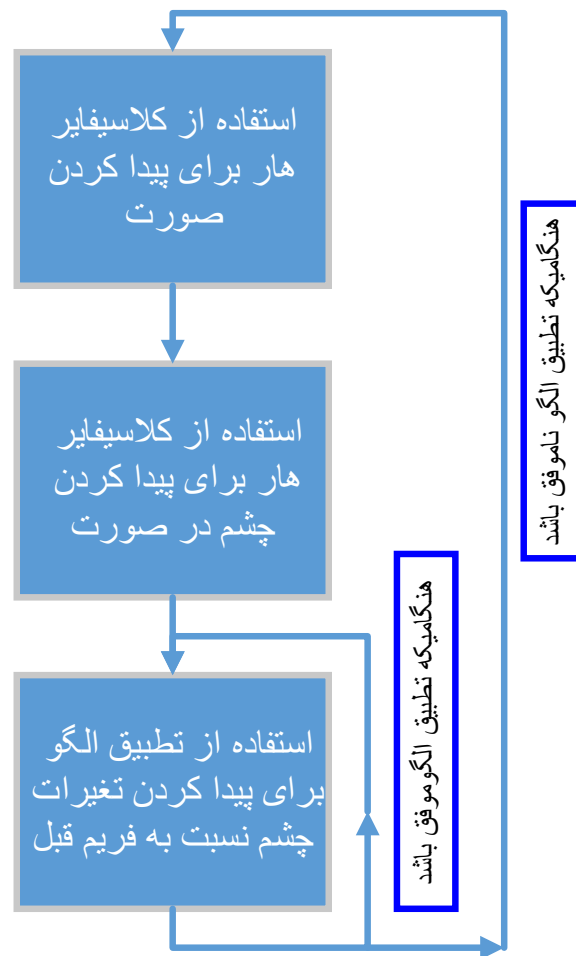 استفاده از کلاسیفایر
هار برای پیدا کردن
صورت
استفاده از کلاسیفایر
هار برای پیدا کردن
چشم در صورت
استفاده از تطبیق الگو
برای پیدا کردن تغیرات
چشم نسبت به فریم قبل
هنگامیکه تطبیق الگوموفق باشد
هنگامیکه تطبیق الگو ناموفق باشد